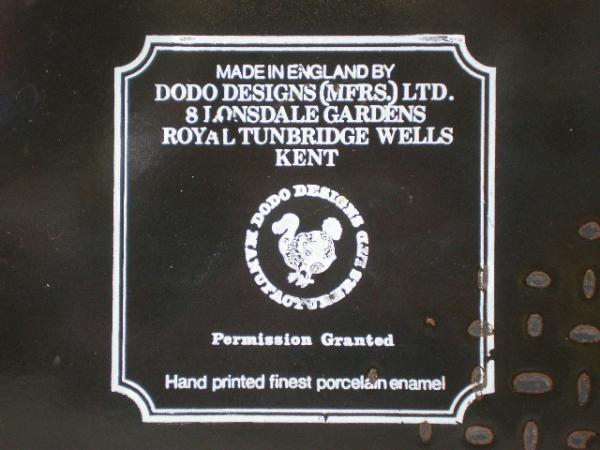 MADE IN ENGLAND BY
DODO DESIGNS (MFRS.) LTD.
8 LONSDALE GARDENS
ROYAL TUNBRIDGE WELLS
KENT
DODO DESIGNS
MANUFACTURERS LTD
Permission Granted
Hand printed finest porcelain enamel